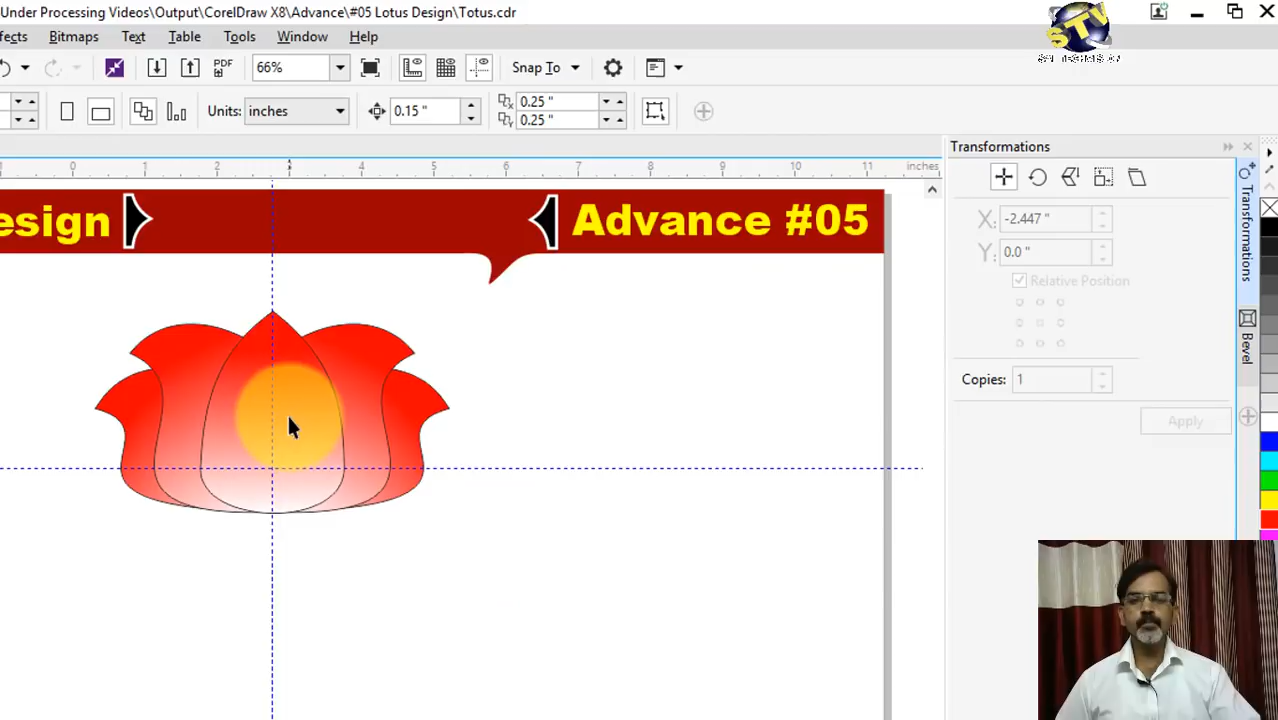 Under Processing Videos\Output\CorelDraw X8\Advance\#05 Lotus Design\Totus.cdr
fects Bitmaps Text Table Tools Window Help
PDF 66% Snap To
Units: inches 0.15 " 0.25 "
0.25 "
0 1 2 3 4 5 6 7 8 9 10 11 inches
esign Advance #05
Transformations
X: -2.447 "
Y: 0.0 "
Relative Position
Copies: 1
Apply
Transformations
Bevel
STV